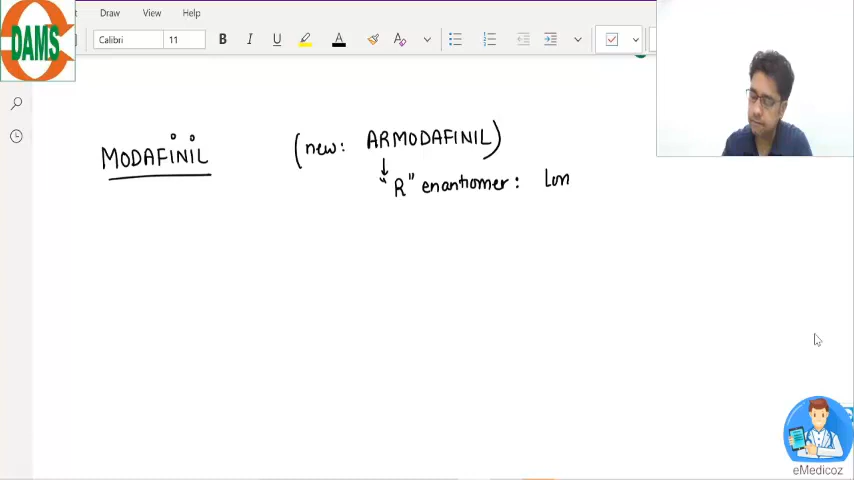 DAMS
Draw View Help
Calibri 11 B I U A
MODAFINIL (new: ARMODAFINIL)
"R" enantiomer: Lon
eMedicoz